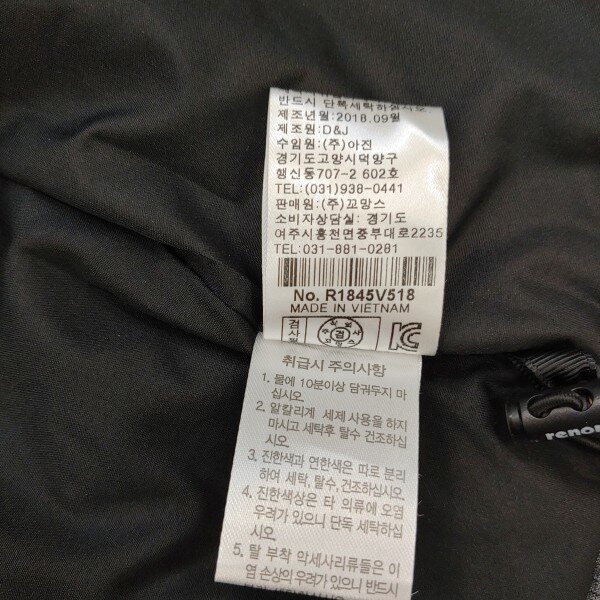 반드시 단독세탁하십시오.
제조년월:2018.09월
제조원:D&J
수입원:(주)아진
경기도고양시덕양구
행신동707-2 602호
TEL:(031)938-0441
판매원:(주)꼬망스
소비자상담실: 경기도
여주시흥천면중부대로2235
TEL:031-881-0281
No. R1845V518
MADE IN VIETNAM
검
검
KC
취급시 주의사항
1. 물에 10분이상 담궈두지 마
십시오.
2. 알칼리계 세제 사용을 하지
마시고 세탁후 탈수 건조하십
시오.
3. 진한색과 연한색은 따로 분리
하여 세탁, 탈수,건조하십시오.
4. 진한색상은 타 의류에 오염
우려가 있으니 단독 세탁하십
시오.
5. 탈 부착 악세사리류들은 이
염 손상의 우려가 있으니 반드시
renom